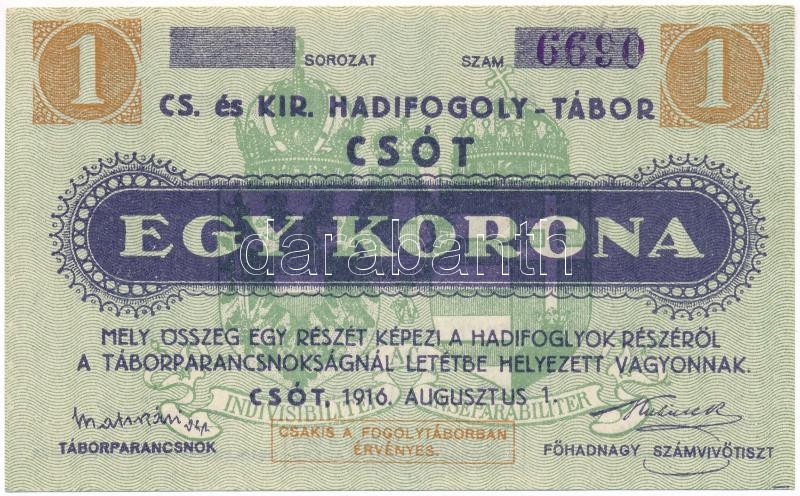 1 SOROZAT SZAM 6690 1
CS. és KIR. HADIFOGOLY-TÁBOR
CSÓT
EGY KORONA
darabanth
MELY ÖSSZEG EGY RÉSZÉT KÉPEZI A HADIFOGLYOK RÉSZÉRŐL
A TÁBORPARANCSNOKSÁGNÁL LETÉTBE HELYEZETT VAGYONNAK.
CSÓT, 1916. AUGUSZTUS 1.
INDIVISIBILITER INSEPARABILITER
CSAKIS A FOGOLYTÁBORBAN
ÉRVÉNYES.
TÁBORPARANCSNOK
FŐHADNAGY SZÁMVIVŐTISZT